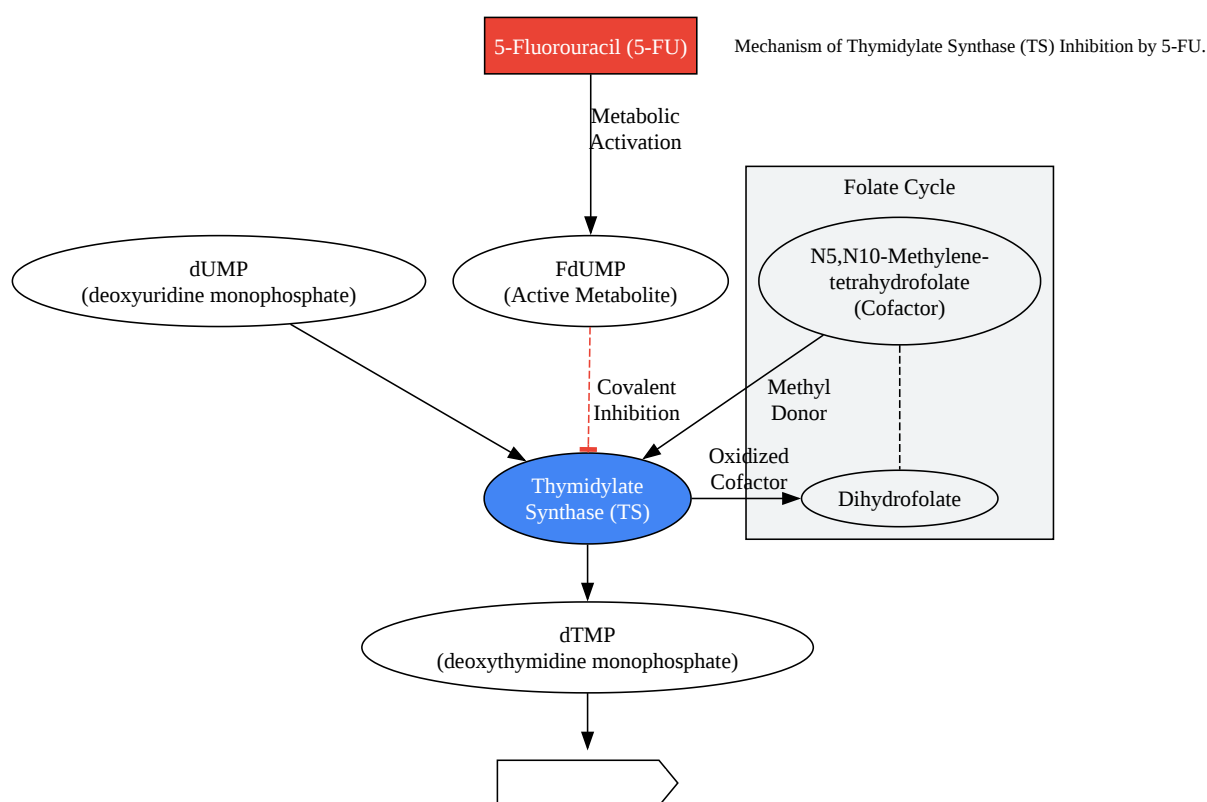 5-Fluorouracil (5-FU)
Mechanism of Thymidylate Synthase (TS) Inhibition by 5-FU.
Metabolic
Activation
Folate Cycle
dUMP
(deoxyuridine monophosphate)
FdUMP
(Active Metabolite)
N5,N10-Methylene-
tetrahydrofolate
(Cofactor)
Covalent
Inhibition
Methyl
Donor
Oxidized
Cofactor
Thymidylate
Synthase (TS)
Dihydrofolate
dTMP
(deoxythymidine monophosphate)